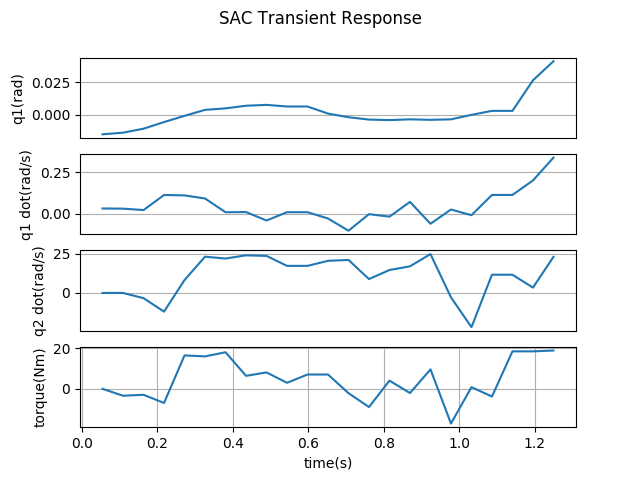 SAC Transient Response
q1(rad)
0.025
0.000
q1 dot(rad/s)
0.25
0.00
q2 dot(rad/s)
25
0
torque(Nm)
20
0
0.0 0.2 0.4 0.6 0.8 1.0 1.2
time(s)